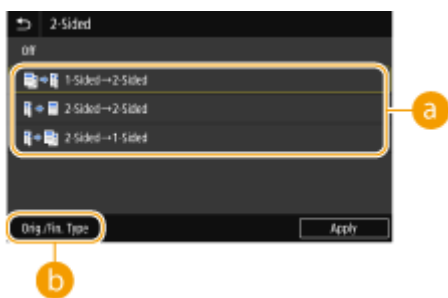 2-Sided
Off
1-Sided→2-Sided
2-Sided→2-Sided
2-Sided→1-Sided
a
Orig./Fin. Type
Apply
b